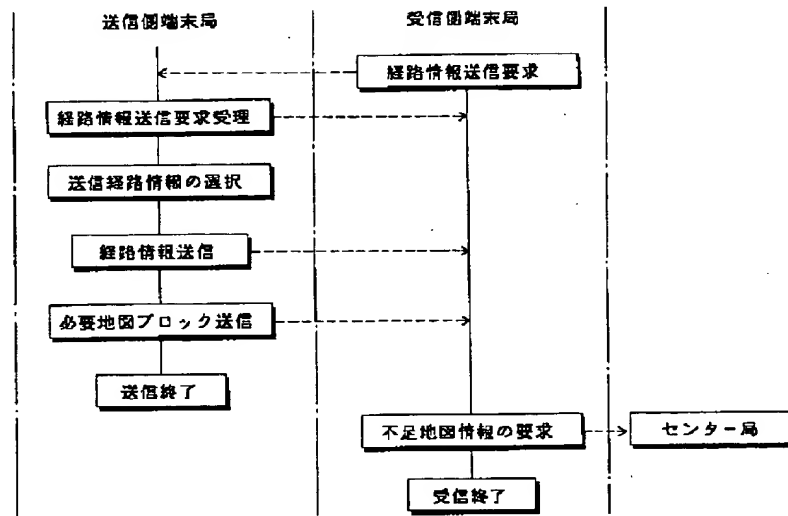 送信側端末局
受信側端末局
経路情報送信要求
経路情報送信要求受理
送信経路情報の選択
経路情報送信
必要地図ブロック送信
送信終了
不足地図情報の要求
センター局
受信終了